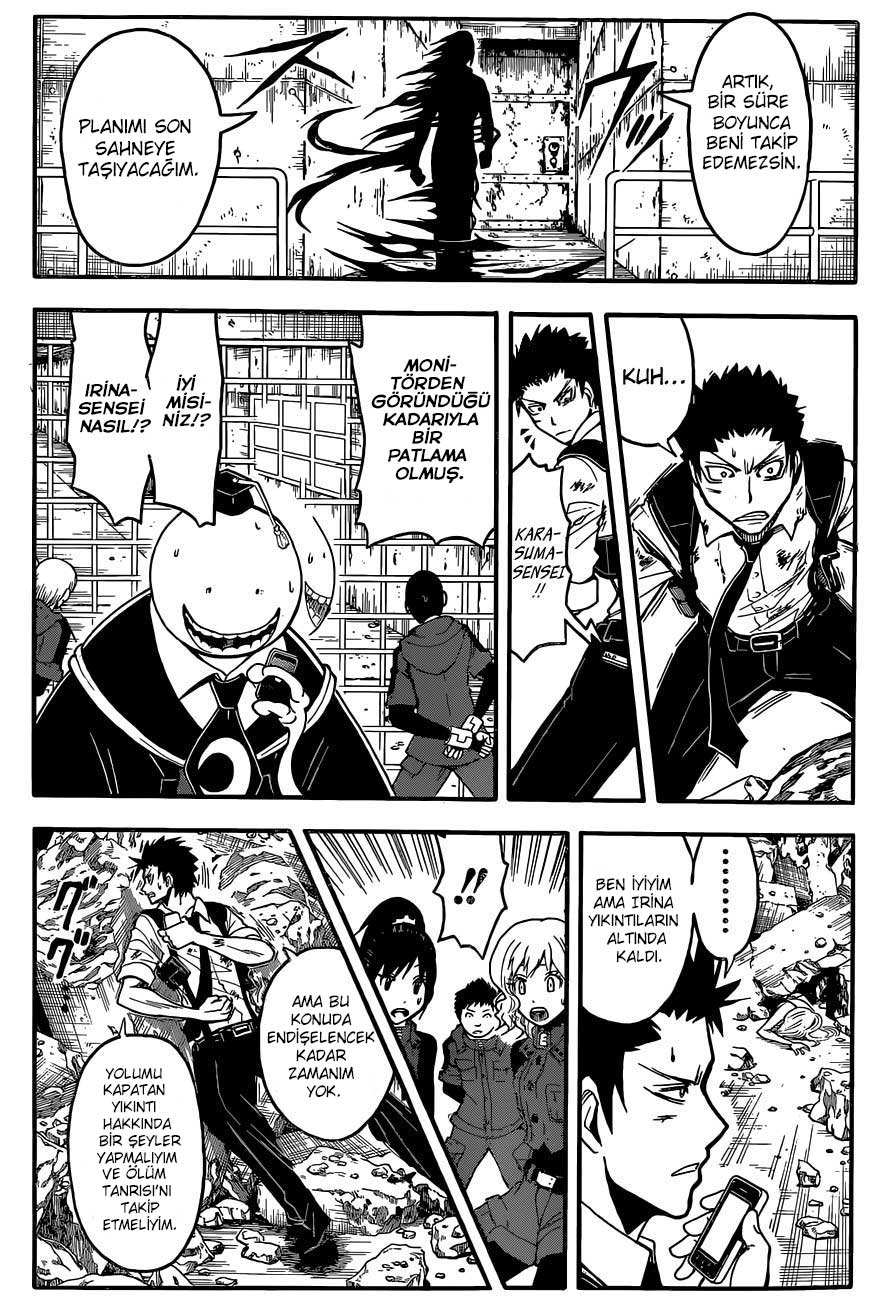 ARTIK,
BİR SÜRE
BOYUNCA
BENİ TAKİP
EDEMEZSİN.
PLANIMI SON
SAHNEYE
TAŞIYACAĞIM.
KUH...
KARA-
SUMA-
SENSEI
!!
MONİ-
TÖRDEN
GÖRÜNDÜĞÜ
KADARIYLA
BİR
PATLAMA
OLMUŞ.
İYİ
MİSİ-
NİZ!?
IRINA-
SENSEI
NASIL!?
.........
BEN İYİYİM
AMA IRINA
YIKINTILARIN
ALTINDA
KALDI.
!!
AMA BU
KONUDA
ENDİŞELENCEK
KADAR
ZAMANIM
YOK.
YOLUMU
KAPATAN
YIKINTI
HAKKINDA
BİR ŞEYLER
YAPMALIYIM
VE ÖLÜM
TANRISI'NI
TAKİP
ETMELİYİM.
ググ